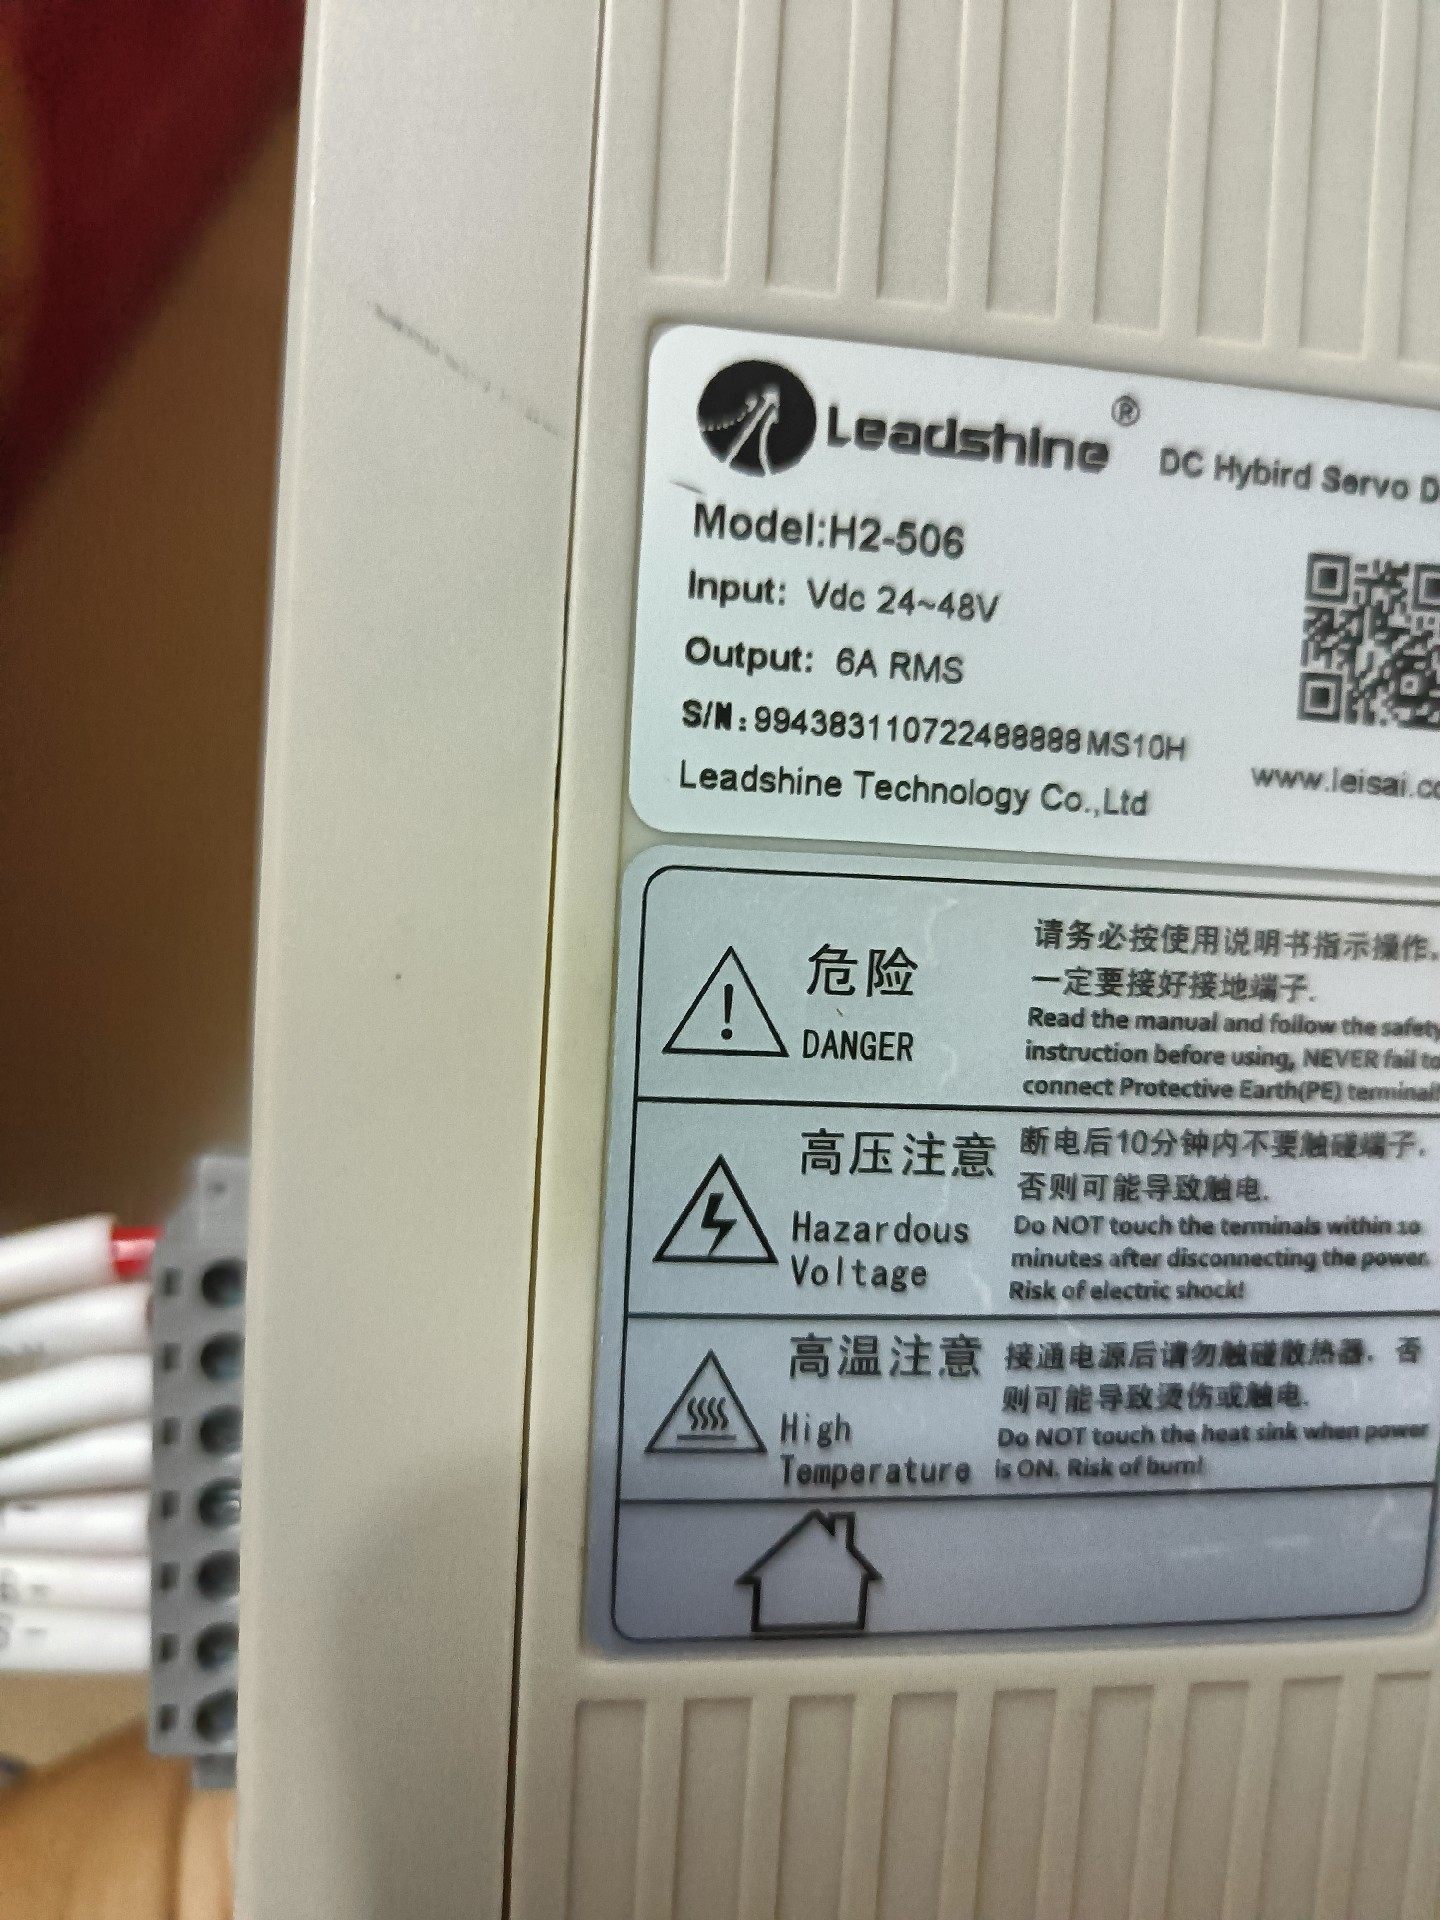 Leadshine® DC Hybird Servo D
Model:H2-506
Input: Vdc 24~48V
Output: 6A RMS
S/N:994383110722488888MS10H
Leadshine Technology Co.,Ltd
www.leisai.co
危险
DANGER
请务必按使用说明书指示操作,
一定要接好接地端子.
Read the manual and follow the safety
instruction before using, NEVER fail to
connect Protective Earth(PE) terminal!
高压注意
Hazardous
Voltage
断电后10分钟内不要触碰端子.
否则可能导致触电.
Do NOT touch the terminals within 10
minutes after disconnecting the power.
Risk of electric shock!
高温注意
High
Temperature
接通电源后请勿触碰散热器. 否
则可能导致烫伤或触电.
Do NOT touch the heat sink when power
is ON. Risk of burn!